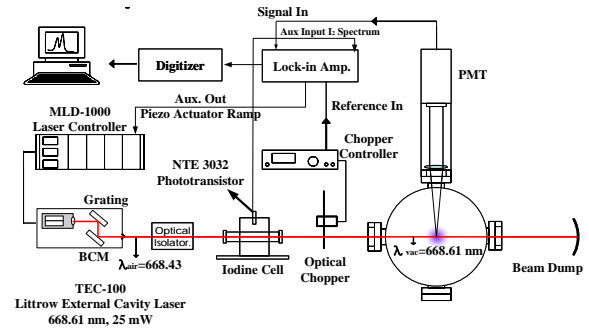 Signal In
Aux Input I₂ Spectrum
Digitizer
Lock-in Amp.
PMT
Aux. Out
Piezo Actuator Ramp
Reference In
MLD-1000
Laser Controller
Chopper
Controller
NTE 3032
Phototransistor
Grating
Optical
Isolator.
BCM
λair=668.43
Iodine Cell
Optical
Chopper
λ vac=668.61 nm
Beam Dump
TEC-100
Littrow External Cavity Laser
668.61 nm, 25 mW